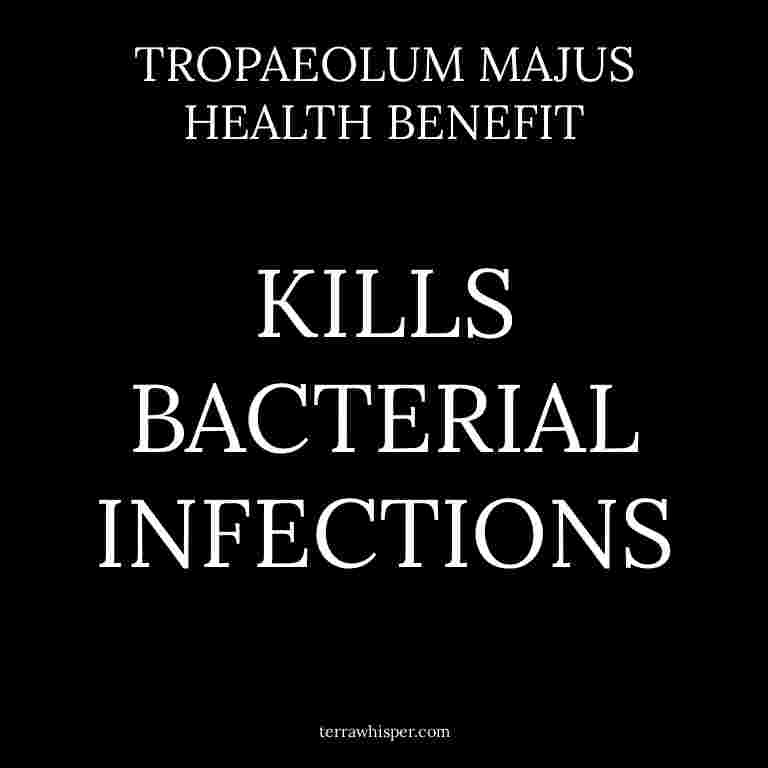 TROPAEOLUM MAJUS
HEALTH BENEFIT
KILLS
BACTERIAL
INFECTIONS
terrawhisper.com